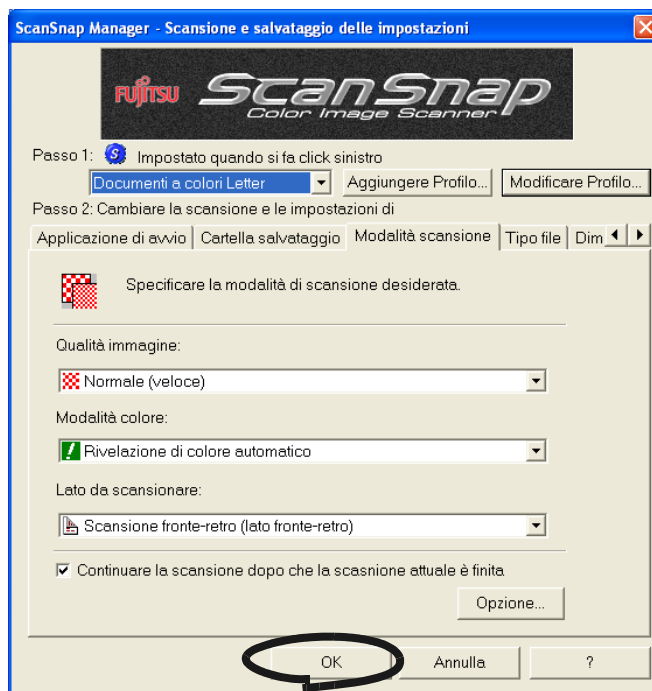 ScanSnap Manager - Scansione e salvataggio delle impostazioni
FUJITSU ScanSnap
Color Image Scanner
Passo 1: S Impostato quando si fa click sinistro
Documenti a colori Letter Aggiungere Profilo... Modificare Profilo...
Passo 2: Cambiare la scansione e le impostazioni di
Applicazione di avvio Cartella salvataggio Modalità scansione Tipo file Dim
Specificare la modalità di scansione desiderata.
Qualità immagine:
Normale (veloce)
Modalità colore:
Rivelazione di colore automatico
Lato da scansionare:
Scansione fronte-retro (lato fronte-retro)
Continuare la scansione dopo che la scasnione attuale è finita
Opzione...
OK Annulla ?